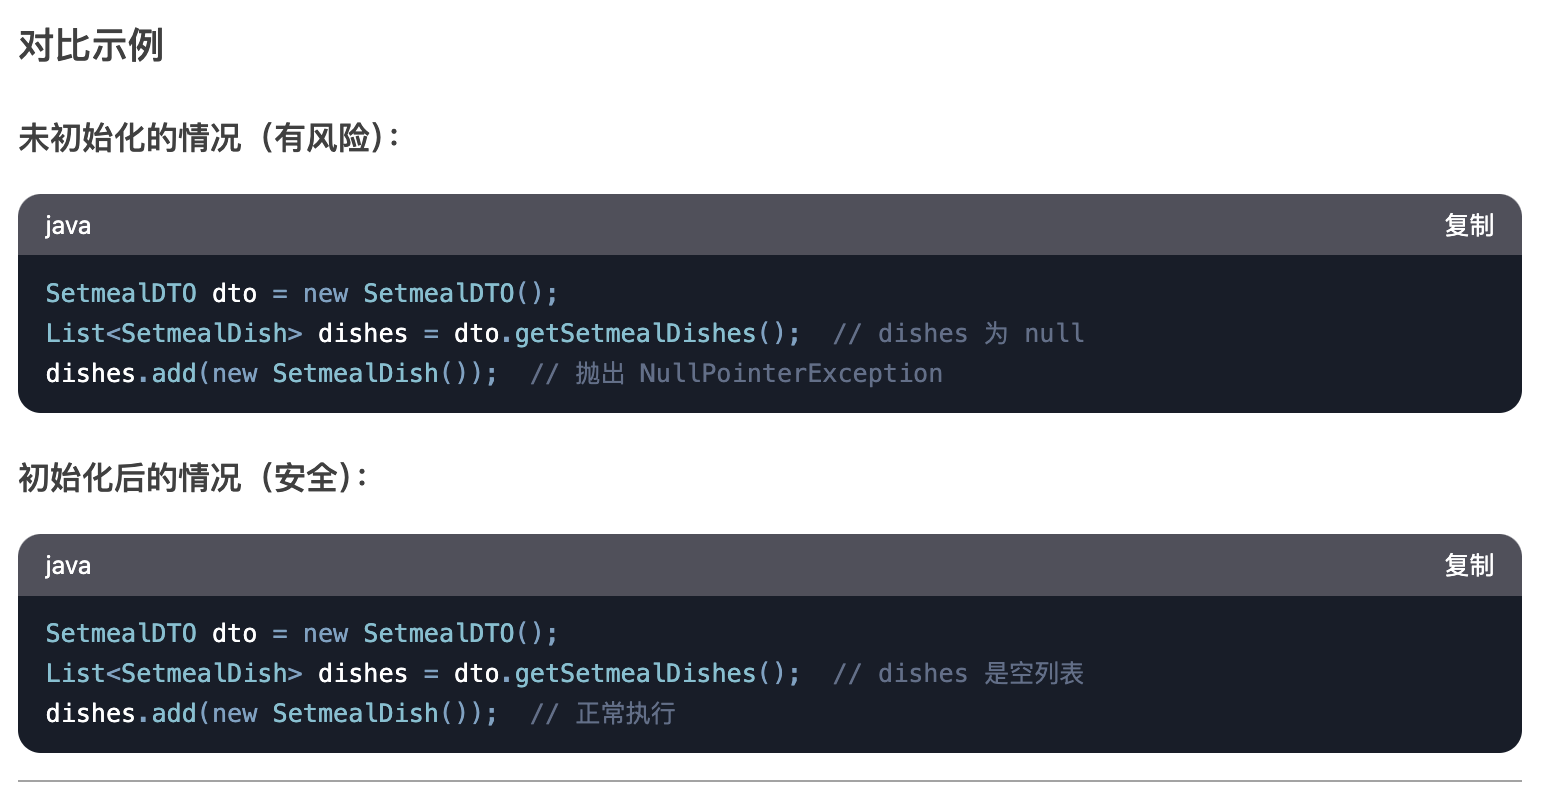 对比示例
未初始化的情况（有风险）：
java
复制
SetmealDTO dto = new SetmealDTO();
List<SetmealDish> dishes = dto.getSetmealDishes();  // dishes 为 null
dishes.add(new SetmealDish());  // 抛出 NullPointerException
初始化后的情况（安全）：
java
复制
SetmealDTO dto = new SetmealDTO();
List<SetmealDish> dishes = dto.getSetmealDishes();  // dishes 是空列表
dishes.add(new SetmealDish());  // 正常执行